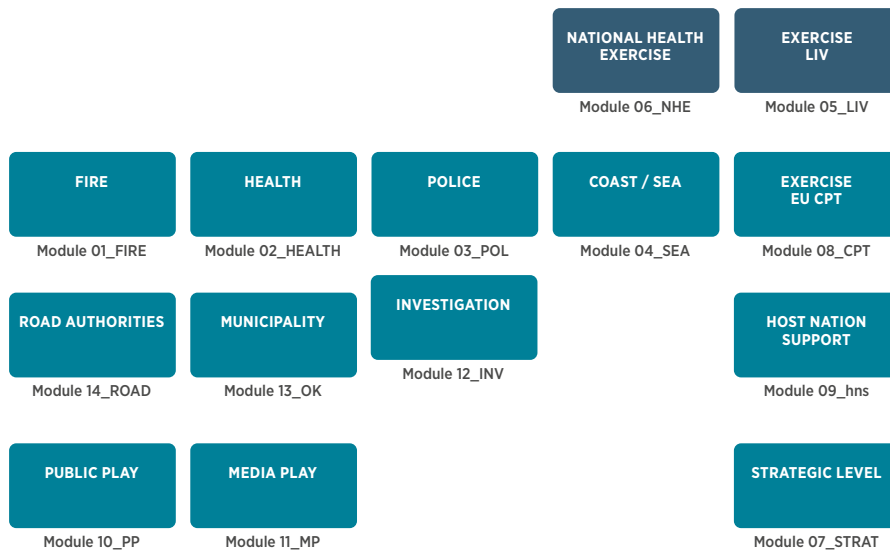 NATIONAL HEALTH
EXERCISE
Module 06_NHE
EXERCISE
LIV
Module 05_LIV
FIRE
Module 01_FIRE
HEALTH
Module 02_HEALTH
POLICE
Module 03_POL
COAST / SEA
Module 04_SEA
EXERCISE
EU CPT
Module 08_CPT
ROAD AUTHORITIES
Module 14_ROAD
MUNICIPALITY
Module 13_OK
INVESTIGATION
Module 12_INV
HOST NATION
SUPPORT
Module 09_hns
PUBLIC PLAY
Module 10_PP
MEDIA PLAY
Module 11_MP
STRATEGIC LEVEL
Module 07_STRAT